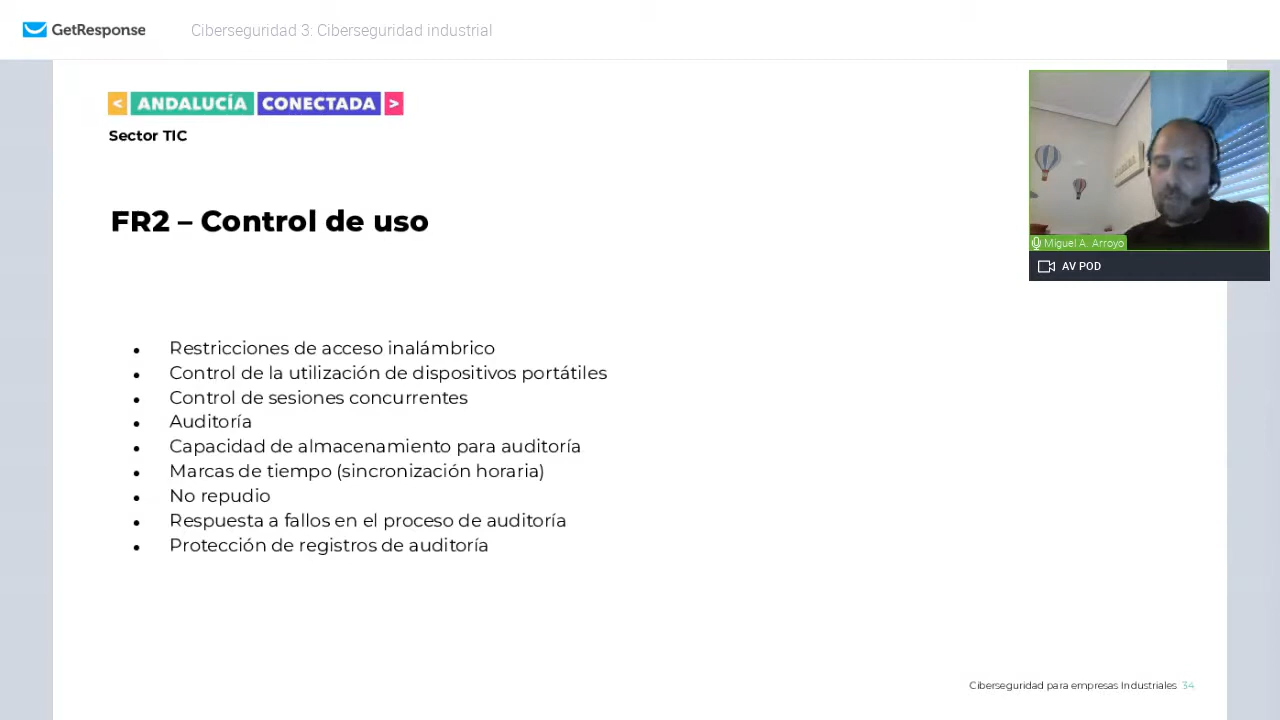 GetResponse
Ciberseguridad 3: Ciberseguridad industrial
< ANDALUCÍA CONECTADA >
Sector TIC
Miguel A. Arroyo
AV POD
FR2 – Control de uso
• Restricciones de acceso inalámbrico
• Control de la utilización de dispositivos portátiles
• Control de sesiones concurrentes
• Auditoría
• Capacidad de almacenamiento para auditoría
• Marcas de tiempo (sincronización horaria)
• No repudio
• Respuesta a fallos en el proceso de auditoría
• Protección de registros de auditoría
Ciberseguridad para empresas Industriales 34